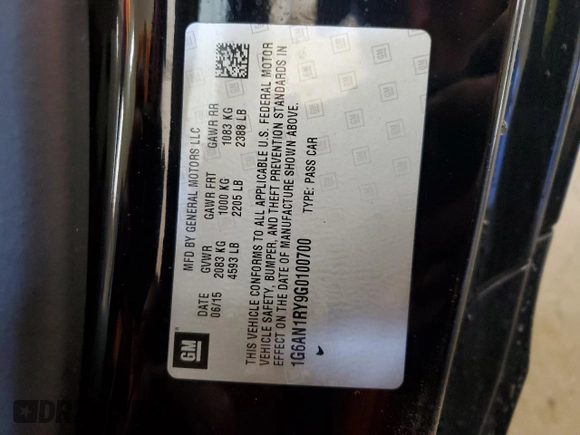 GM
MFD BY GENERAL MOTORS LLC
DATE GVWR GAWR FRT GAWR RR
06/15 2083 KG 1000 KG 1083 KG
4593 LB 2205 LB 2388 LB
THIS VEHICLE CONFORMS TO ALL APPLICABLE U.S. FEDERAL MOTOR
VEHICLE SAFETY, BUMPER, AND THEFT PREVENTION STANDARDS IN
EFFECT ON THE DATE OF MANUFACTURE SHOWN ABOVE.
1G6AN1RY9G0100700 TYPE: PASS CAR